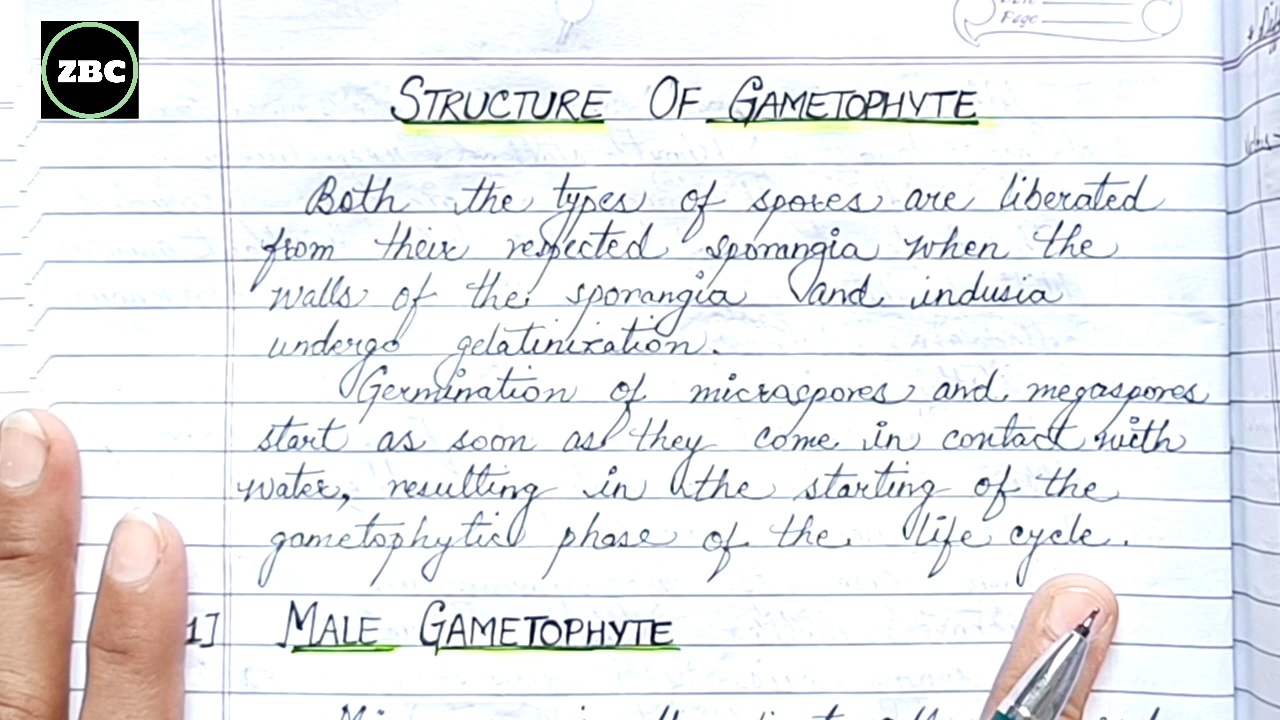 ZBC
Page
STRUCTURE OF GAMETOPHYTE
Both the types of spores are liberated
from their respected sporangia when the
walls of the sporangia and indusia
undergo gelatinization.
Germination of microspores and megaspores
start as soon as they come in contact with
water, resulting in the starting of the
gametophytic phase of the life cycle.
1] MALE GAMETOPHYTE